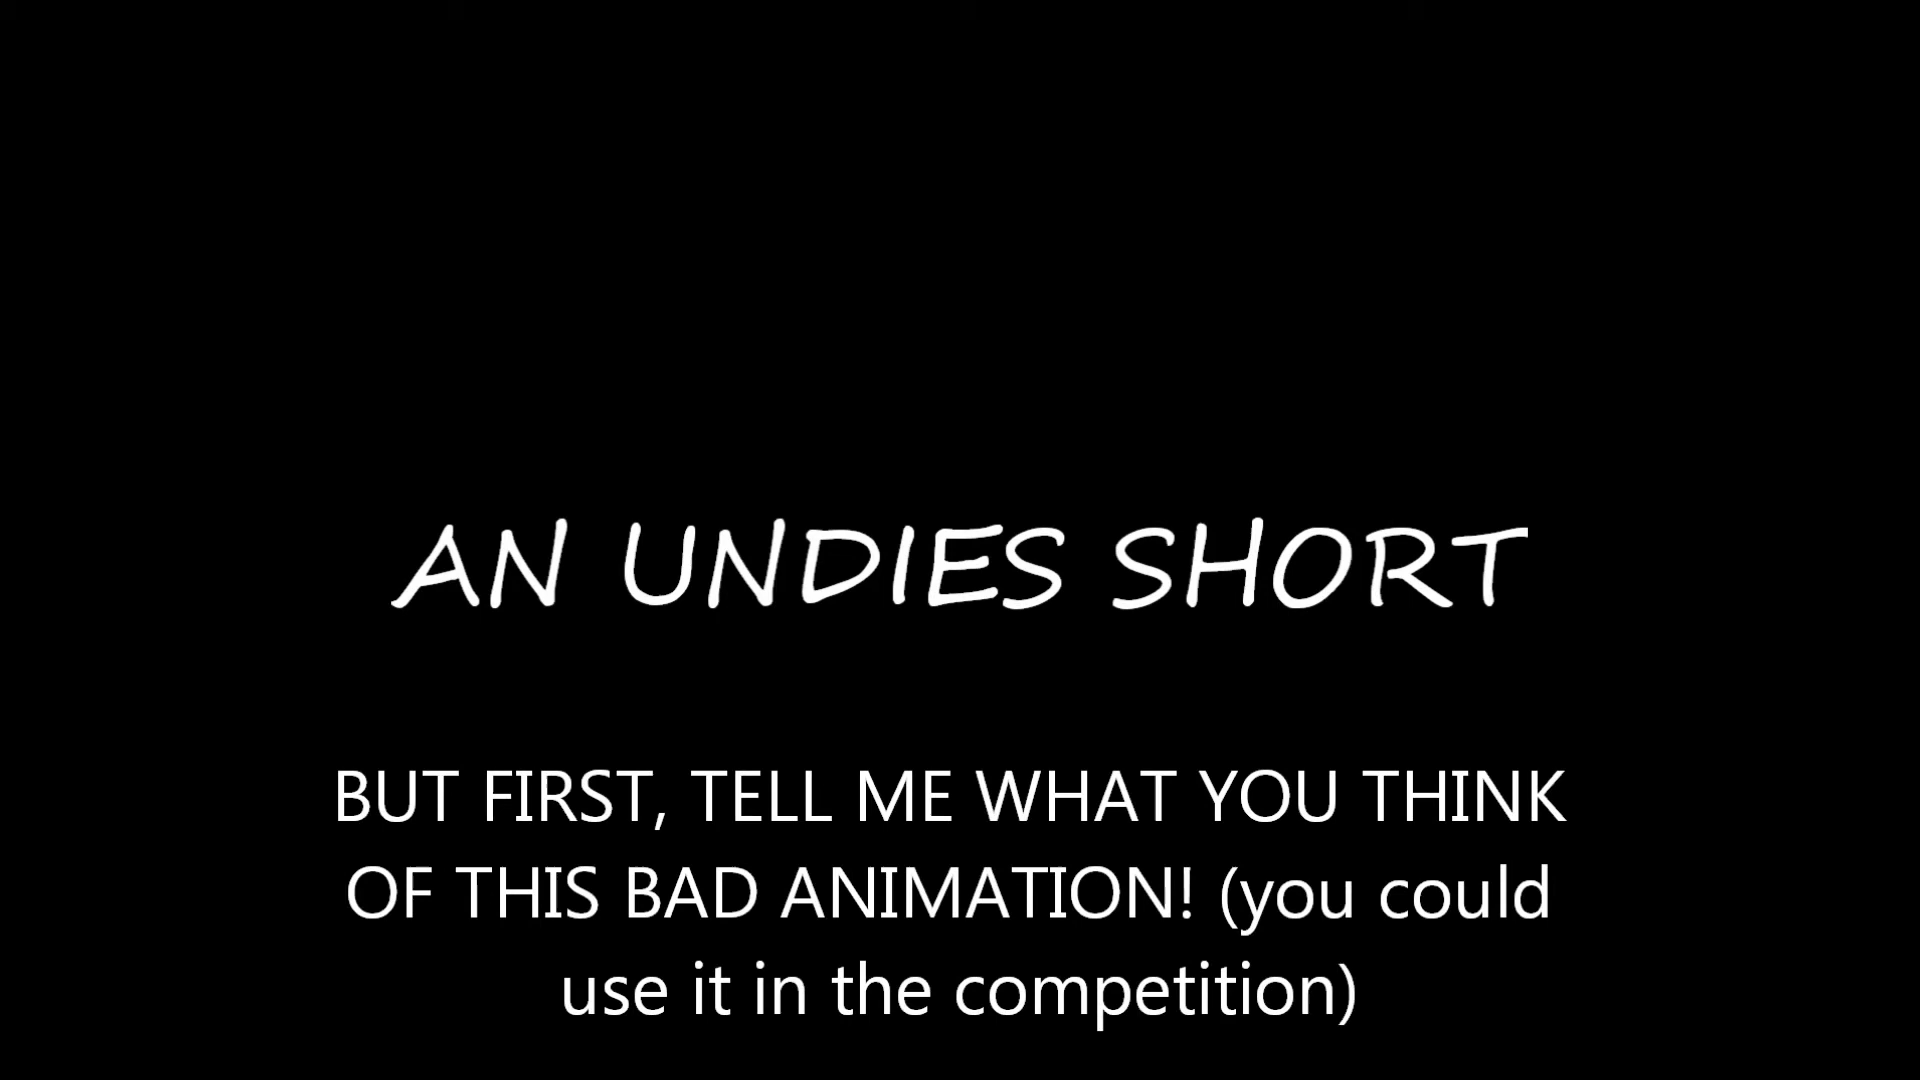 AN UNDIES SHORT
BUT FIRST, TELL ME WHAT YOU THINK
OF THIS BAD ANIMATION! (you could
use it in the competition)